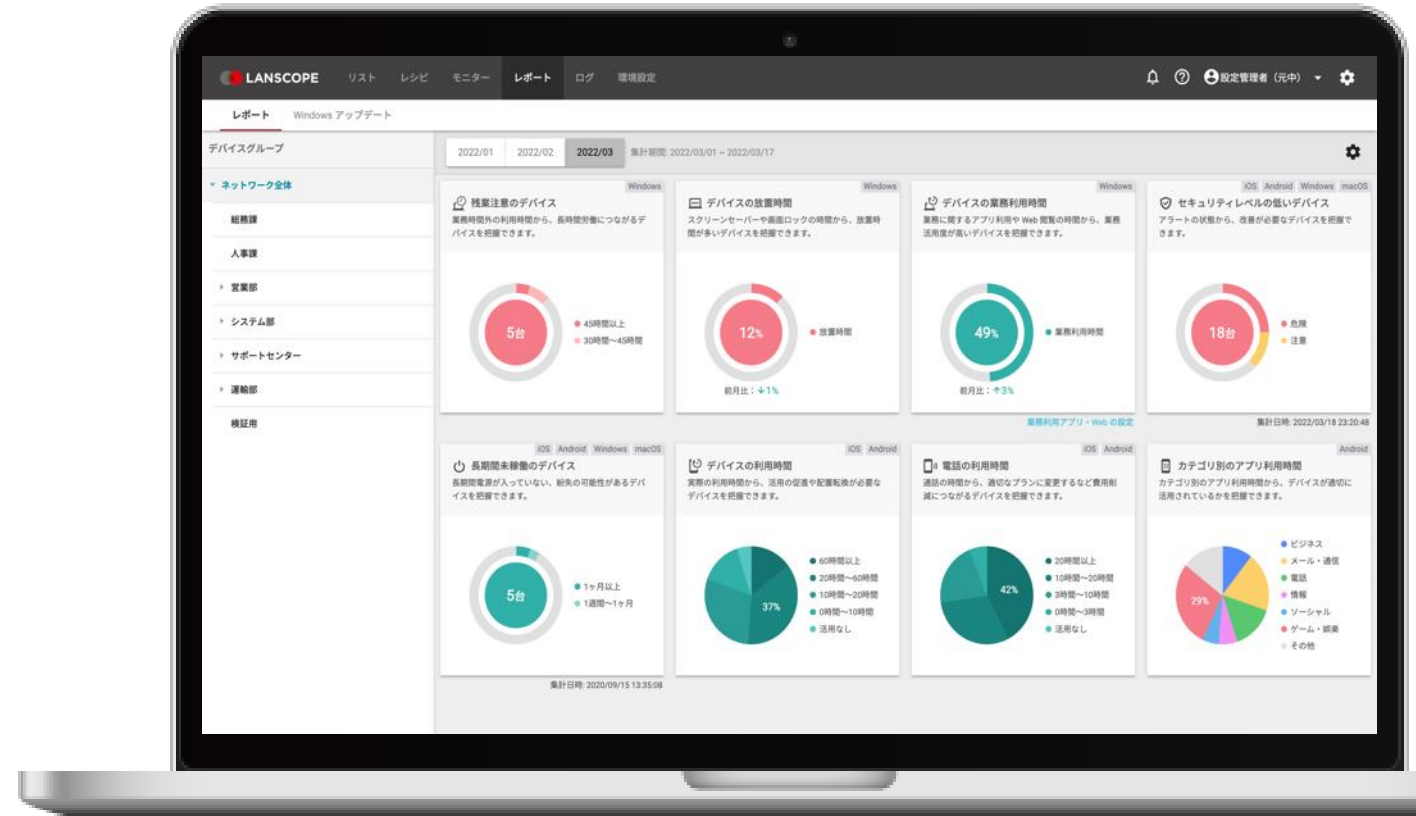 LANSCOPE リスト レシピ モニター レポート ログ 環境設定 設定管理者（元中）
レポート Windows アップデート
デバイスグループ
ネットワーク全体
総務課
人事課
営業部
システム部
サポートセンター
運輸部
検証用
2022/01 2022/02 2022/03 集計期間: 2022/03/01 ~ 2022/03/17
Windows
残業注意のデバイス
業務時間外の利用時間から、長時間労働につながるデ
バイスを把握できます。
5台
45時間以上
30時間〜45時間
Windows
デバイスの放置時間
スクリーンセーバーや画面ロックの時間から、放置時
間が多いデバイスを把握できます。
12%
放置時間
前月比：↓1%
Windows
デバイスの業務利用時間
業務に関するアプリ利用や Web 閲覧の時間から、業務
活用度が高いデバイスを把握できます。
49%
業務利用時間
前月比：↑3%
業務利用アプリ・Web の設定
iOS Android Windows macOS
セキュリティレベルの低いデバイス
アラートの状態から、改善が必要なデバイスを把握で
きます。
18台
危険
注意
集計日時: 2022/03/18 23:20:48
iOS Android Windows macOS
長期間未稼働のデバイス
長期間電源が入っていない、紛失の可能性があるデバ
イスを把握できます。
5台
1ヶ月以上
1週間〜1ヶ月
集計日時: 2020/09/15 13:35:08
iOS Android
デバイスの利用時間
実際の利用時間から、活用の促進や配置転換が必要な
デバイスを把握できます。
37%
60時間以上
20時間〜60時間
10時間〜20時間
0時間〜10時間
活用なし
iOS Android
電話の利用時間
通話の時間から、適切なプランに変更するなど費用削
減につながるデバイスを把握できます。
42%
20時間以上
10時間〜20時間
3時間〜10時間
0時間〜3時間
活用なし
Android
カテゴリ別のアプリ利用時間
カテゴリ別のアプリ利用時間から、デバイスが適切に
活用されているかを把握できます。
29%
ビジネス
メール・通信
電話
情報
ソーシャル
ゲーム・娯楽
その他